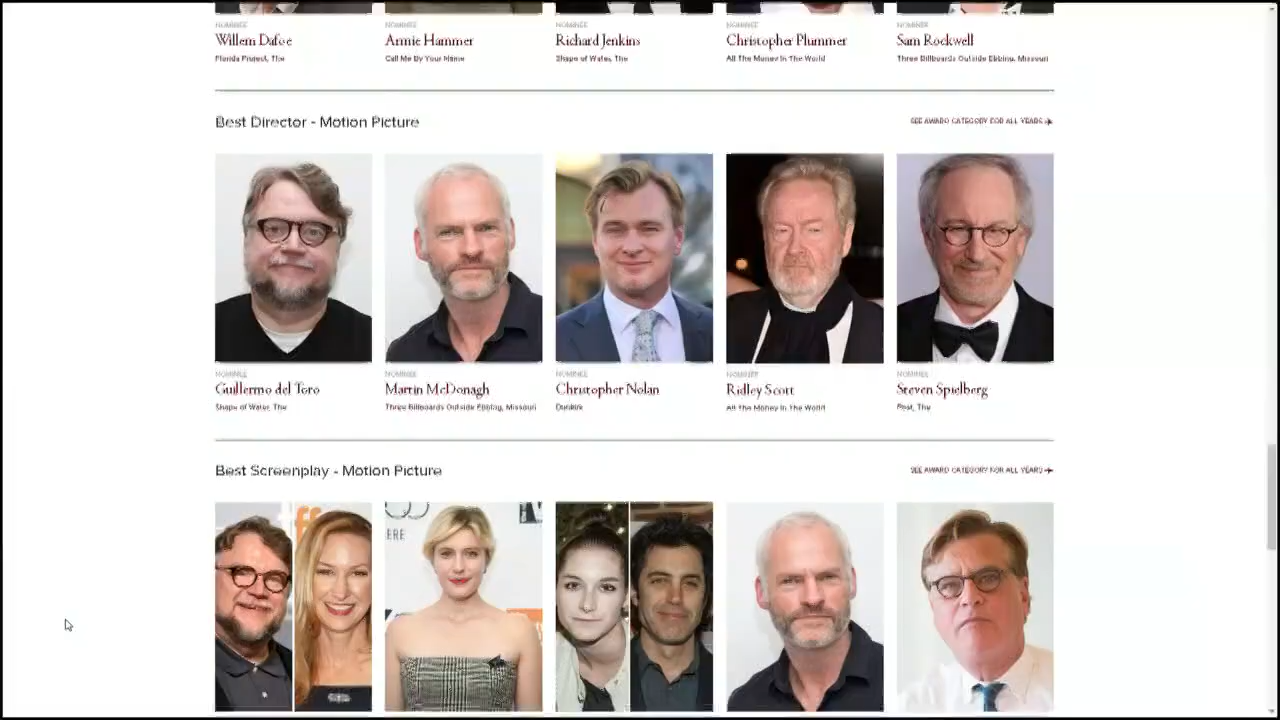 NOMINEE NOMINEE NOMINEE NOMINEE NOMINEE
Willem Dafoe Armie Hammer Richard Jenkins Christopher Plummer Sam Rockwell
Florida Project, The Call Me By Your Name Shape of Water, The All The Money In The World Three Billboards Outside Ebbing, Missouri
Best Director - Motion Picture SEE AWARD CATEGORY FOR ALL YEARS
NOMINEE NOMINEE NOMINEE NOMINEE NOMINEE
Guillermo del Toro Martin McDonagh Christopher Nolan Ridley Scott Steven Spielberg
Shape of Water, The Three Billboards Outside Ebbing, Missouri Dunkirk All The Money In The World Post, The
Best Screenplay - Motion Picture SEE AWARD CATEGORY FOR ALL YEARS
ERE